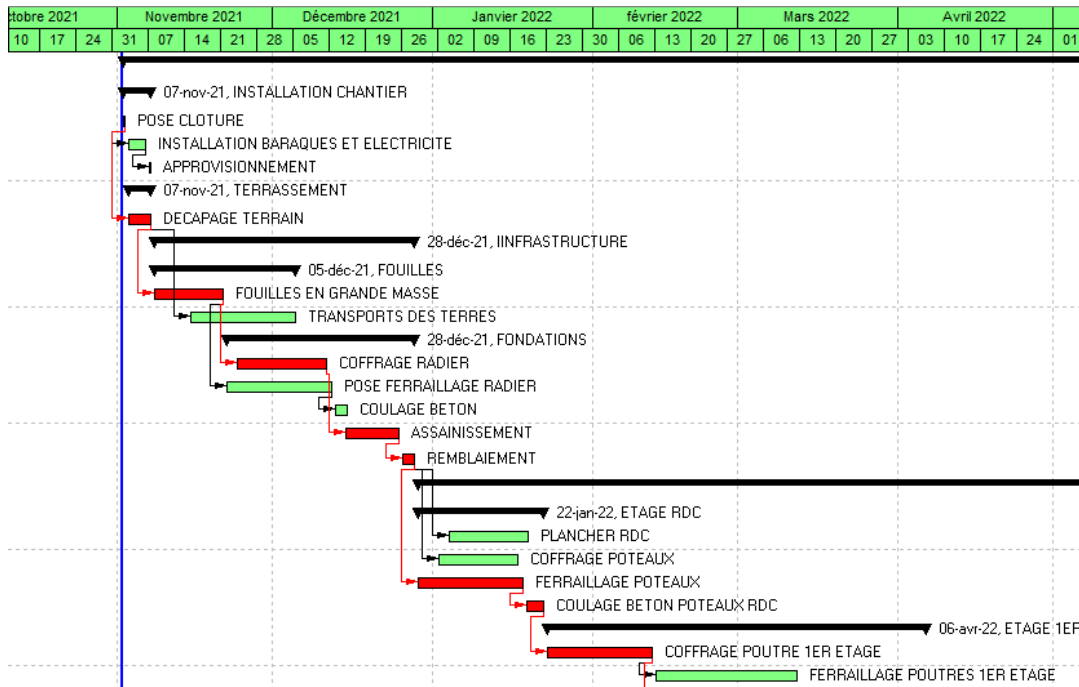 ctobre 2021 Novembre 2021 Décembre 2021 Janvier 2022 février 2022 Mars 2022 Avril 2022
10 17 24 31 07 14 21 28 05 12 19 26 02 09 16 23 30 06 13 20 27 06 13 20 27 03 10 17 24 01
07-nov-21, INSTALLATION CHANTIER
POSE CLOTURE
INSTALLATION BARAQUES ET ELECTRICITE
APPROVISIONNEMENT
07-nov-21, TERRASSEMENT
DECAPAGE TERRAIN
28-déc-21, IINFRASTRUCTURE
05-déc-21, FOUILLES
FOUILLES EN GRANDE MASSE
TRANSPORTS DES TERRES
28-déc-21, FONDATIONS
COFFRAGE RADIER
POSE FERRAILLAGE RADIER
COULAGE BETON
ASSAINISSEMENT
REMBLAIEMENT
22-jan-22, ETAGE RDC
PLANCHER RDC
COFFRAGE POTEAUX
FERRAILLAGE POTEAUX
COULAGE BETON POTEAUX RDC
06-avr-22, ETAGE 1ER
COFFRAGE POUTRE 1ER ETAGE
FERRAILLAGE POUTRES 1ER ETAGE